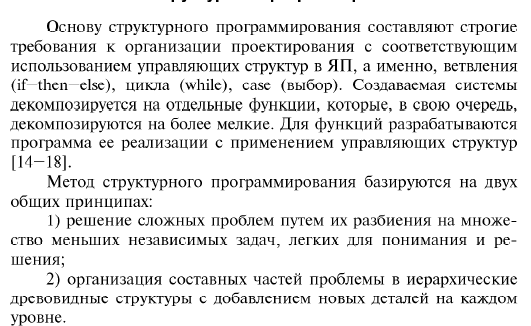 Основу структурного программирования составляют строгие
требования к организации проектирования с соответствующим
использованием управляющих структур в ЯП, а именно, ветвления
(if–then–else), цикла (while), case (выбор). Создаваемая системы
декомпозируется на отдельные функции, которые, в свою очередь,
декомпозируются на более мелкие. Для функций разрабатываются
программа ее реализации с применением управляющих структур
[14–18].
Метод структурного программирования базируются на двух
общих принципах:
1) решение сложных проблем путем их разбиения на множе-
ство меньших независимых задач, легких для понимания и ре-
шения;
2) организация составных частей проблемы в иерархические
древовидные структуры с добавлением новых деталей на каждом
уровне.